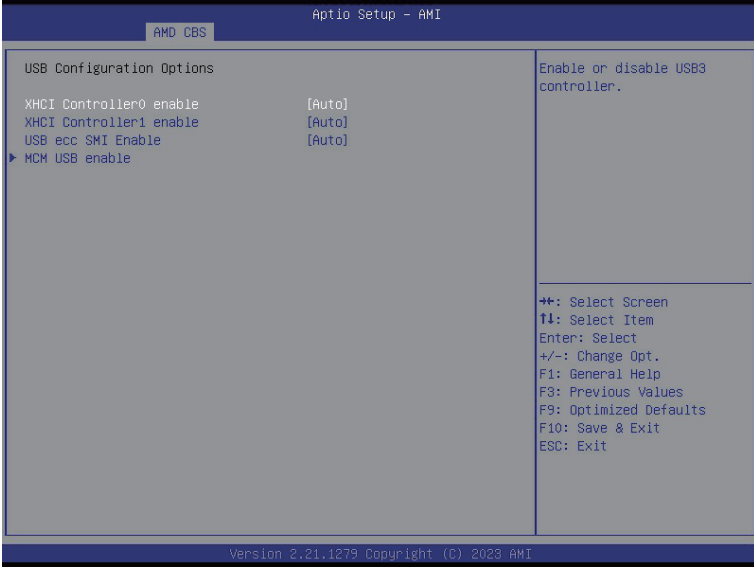 Aptio Setup – AMI
AMD CBS
USB Configuration Options
XHCI Controller0 enable [Auto]
XHCI Controller1 enable [Auto]
USB ecc SMI Enable [Auto]
MCM USB enable
Enable or disable USB3
controller.
→←: Select Screen
↑↓: Select Item
Enter: Select
+/-: Change Opt.
F1: General Help
F3: Previous Values
F9: Optimized Defaults
F10: Save & Exit
ESC: Exit
Version 2.21.1279 Copyright (C) 2023 AMI